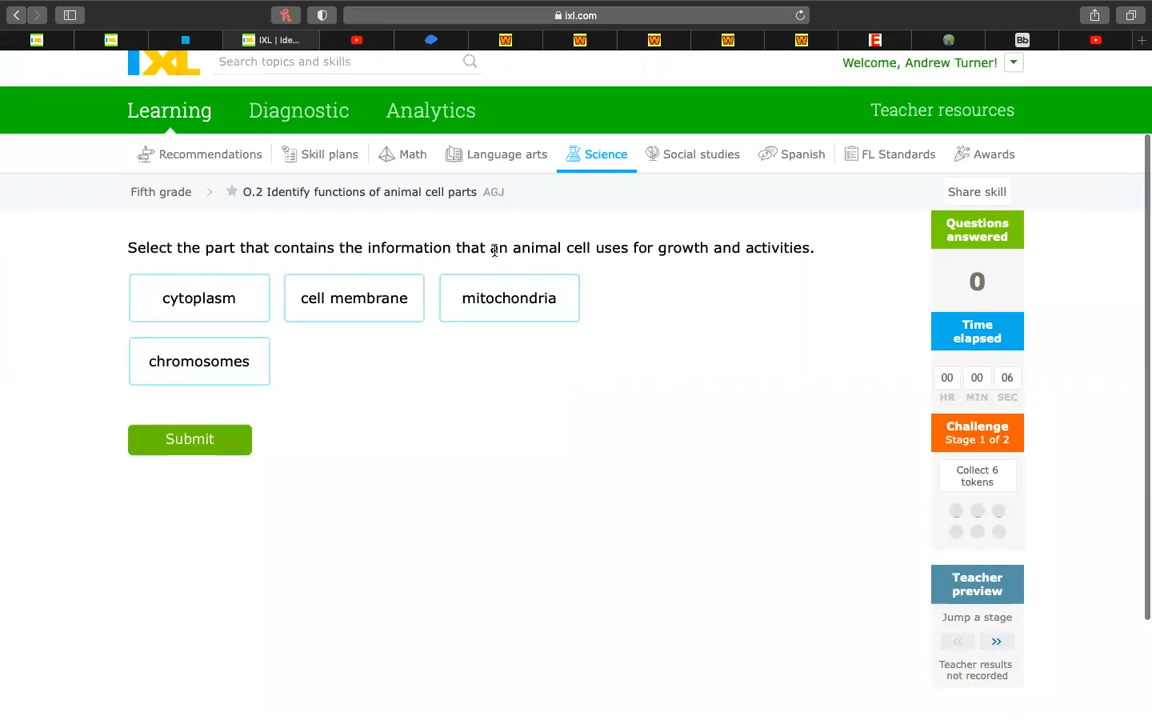 ixl.com
IXL | Ide...
Bb
IXL
Search topics and skills
Welcome, Andrew Turner!
Learning Diagnostic Analytics Teacher resources
Recommendations Skill plans Math Language arts Science Social studies Spanish FL Standards Awards
Fifth grade > O.2 Identify functions of animal cell parts AGJ
Share skill
Select the part that contains the information that an animal cell uses for growth and activities.
cytoplasm cell membrane mitochondria
chromosomes
Submit
Questions
answered
0
Time
elapsed
00 00 06
HR MIN SEC
Challenge
Stage 1 of 2
Collect 6
tokens
Teacher
preview
Jump a stage
<< >>
Teacher results
not recorded